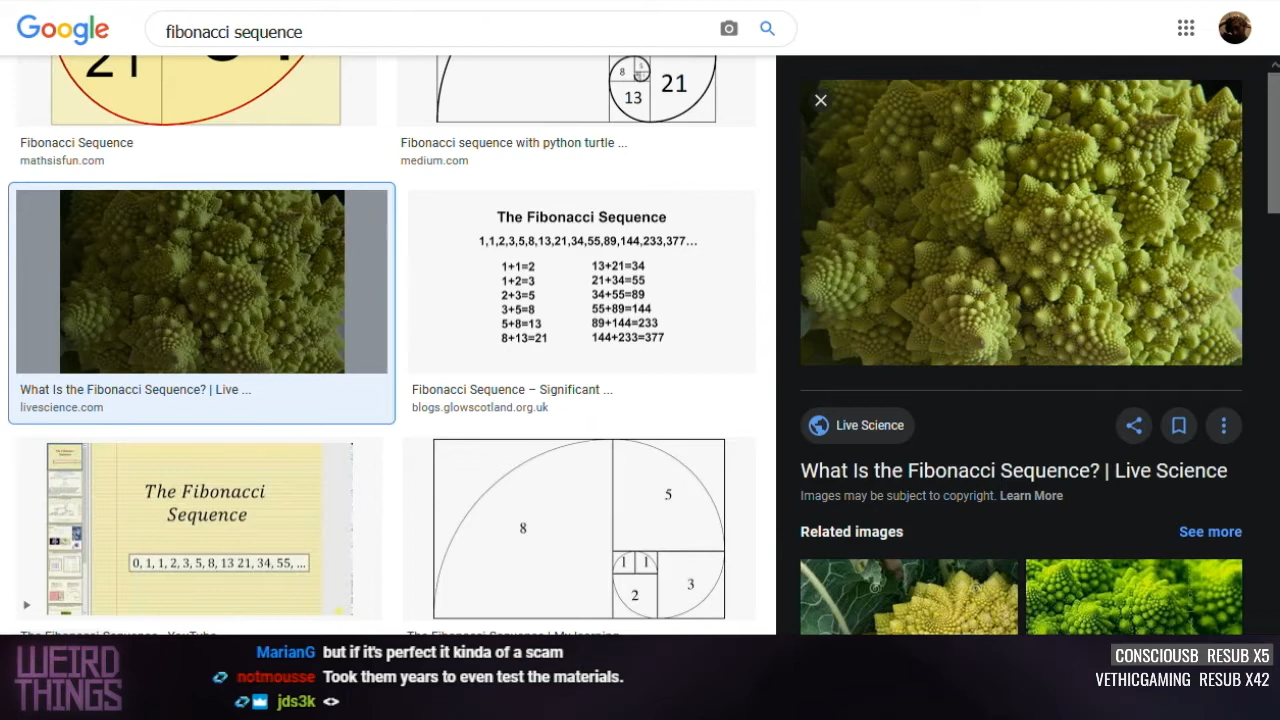 Google
fibonacci sequence
21
8
5
13
21
Fibonacci Sequence
mathsisfun.com
Fibonacci sequence with python turtle ...
medium.com
The Fibonacci Sequence
1,1,2,3,5,8,13,21,34,55,89,144,233,377…
1+1=2
13+21=34
1+2=3
21+34=55
2+3=5
34+55=89
3+5=8
55+89=144
5+8=13
89+144=233
8+13=21
144+233=377
What Is the Fibonacci Sequence? | Live ...
livescience.com
Fibonacci Sequence – Significant ...
blogs.glowscotland.org.uk
The Fibonacci
Sequence
0, 1, 1, 2, 3, 5, 8, 13 21, 34, 55, ...
5
8
1
1
3
2
Live Science
What Is the Fibonacci Sequence? | Live Science
Images may be subject to copyright. Learn More
Related images
See more
WEIRD
THINGS
MarianG but if it's perfect it kinda of a scam
notmousse Took them years to even test the materials.
jds3k
CONSCIOUSB RESUB X5
VETHICGAMING RESUB X42